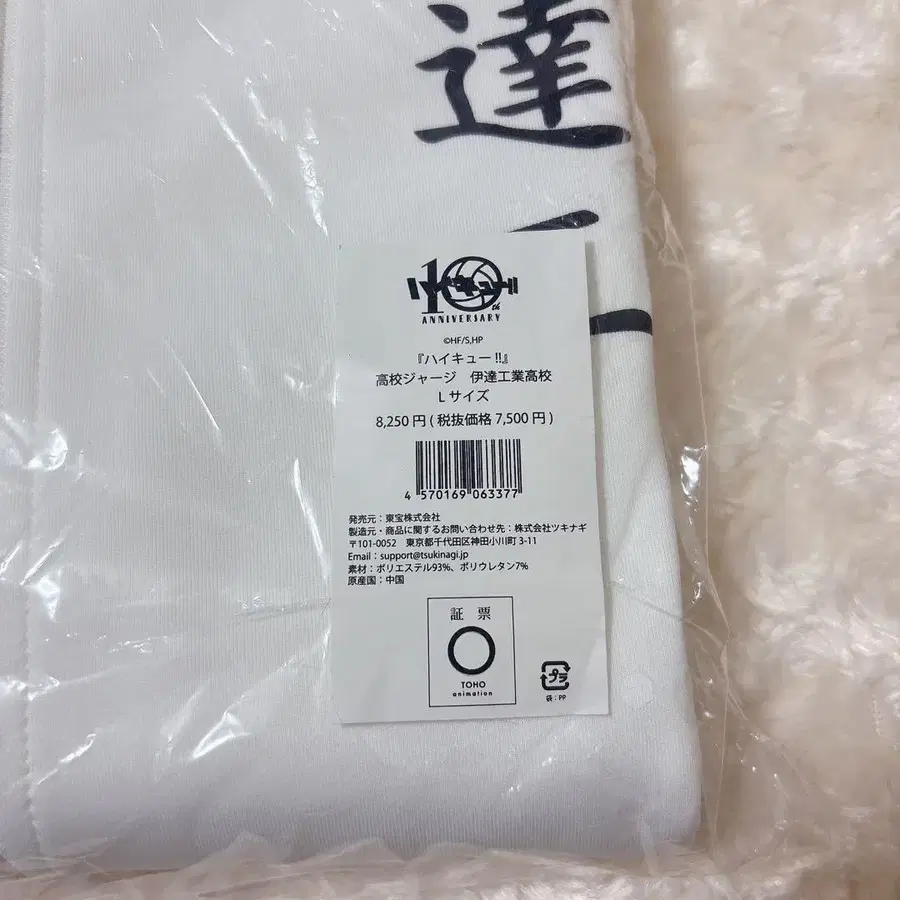 達
10th
ANNIVERSARY
©HF/S,HP
『ハイキュー!!』
高校ジャージ 伊達工業高校
Lサイズ
8,250円(税抜価格7,500円)
4 570169 063377
発売元:東宝株式会社
製造元・商品に関するお問い合わせ先:株式会社ツキナギ
〒101-0052 東京都千代田区神田小川町3-11
Email:support@tsukinagi.jp
素材:ポリエステル93%、ポリウレタン7%
原産国:中国
証 票
TOHO
animation
プラ
袋:PP